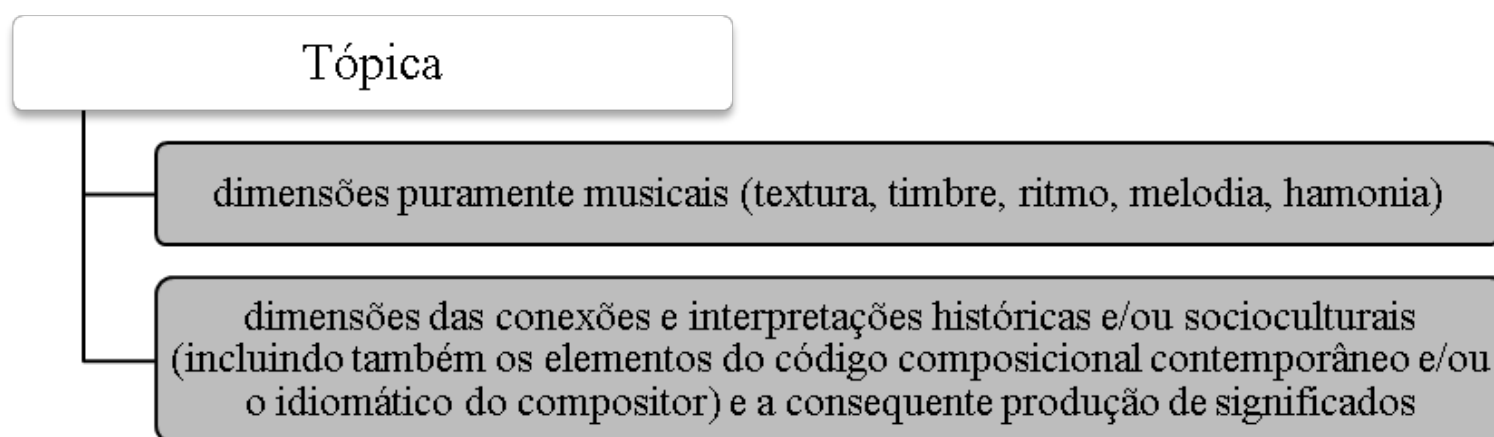 Tópica
dimensões puramente musicais (textura, timbre, ritmo, melodia, hamonia)
dimensões das conexões e interpretações históricas e/ou socioculturais
(incluindo também os elementos do código composicional contemporâneo e/ou
o idiomático do compositor) e a consequente produção de significados